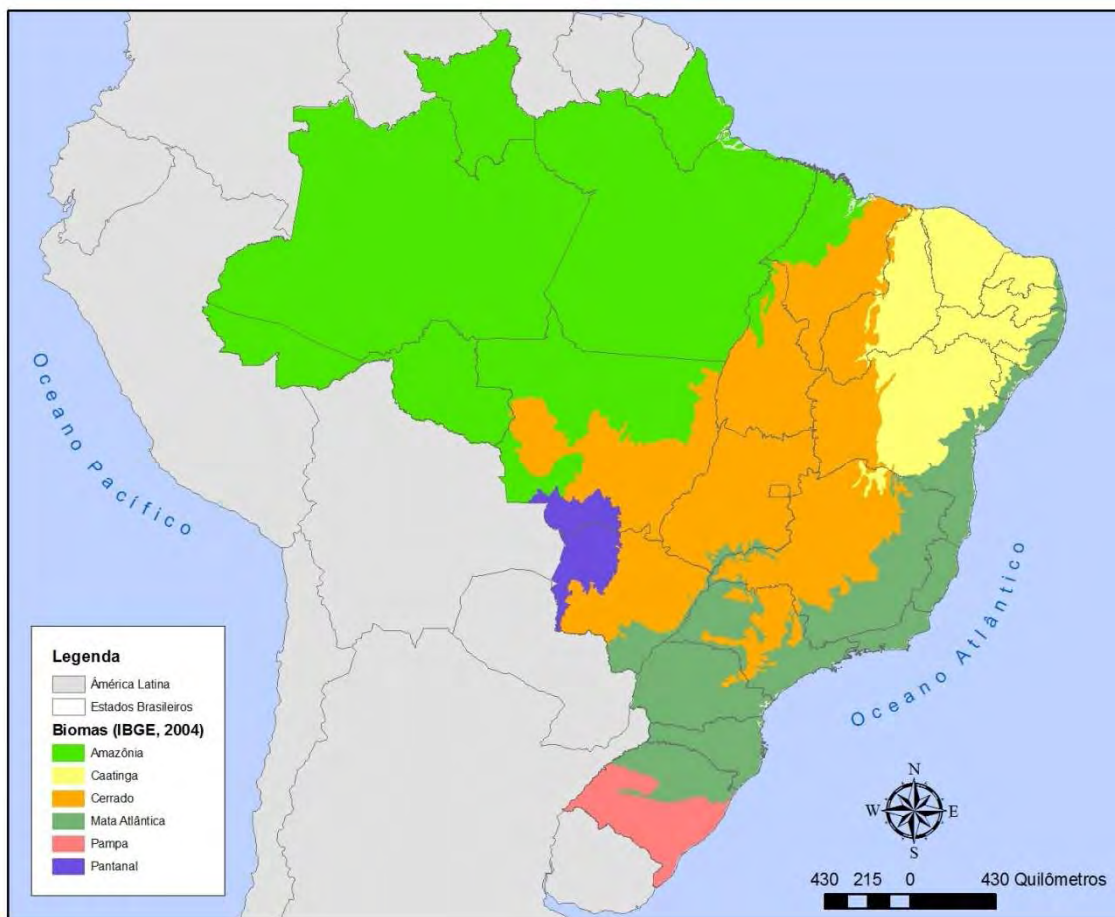 Oceano Pacífico
Oceano Atlântico
Legenda
Ámérica Latina
Estados Brasileiros
Biomas (IBGE, 2004)
Amazônia
Caatinga
Cerrado
Mata Atlântica
Pampa
Pantanal
N
W
E
S
430 215 0 430 Quilômetros